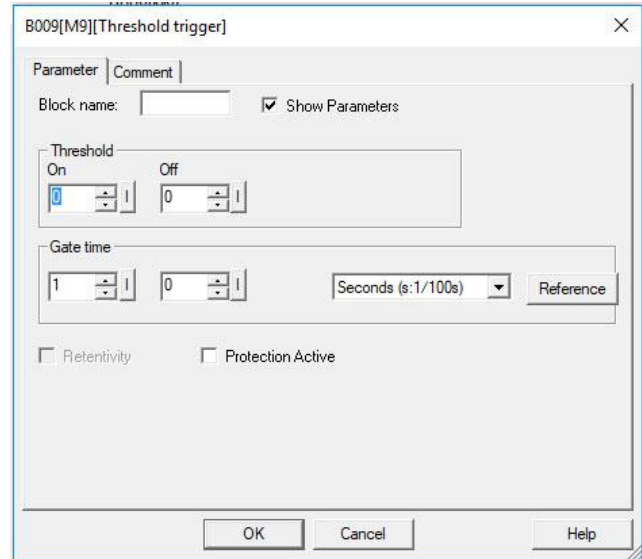 B009[M9][Threshold trigger]
Parameter Comment
Block name: Show Parameters
Threshold
On Off
0 0
Gate time
1 0 Seconds (s:1/100s) Reference
Retentivity Protection Active
OK Cancel Help